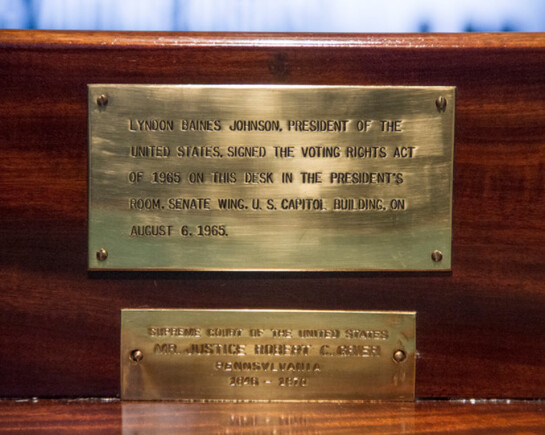 LYNDON BAINES JOHNSON, PRESIDENT OF THE
UNITED STATES, SIGNED THE VOTING RIGHTS ACT
OF 1965 ON THIS DESK IN THE PRESIDENT'S
ROOM, SENATE WING, U. S. CAPITOL BUILDING, ON
AUGUST 6, 1965.
SUPREME COURT OF THE UNITED STATES
MR. JUSTICE ROBERT C. GRIER
PENNSYLVANIA